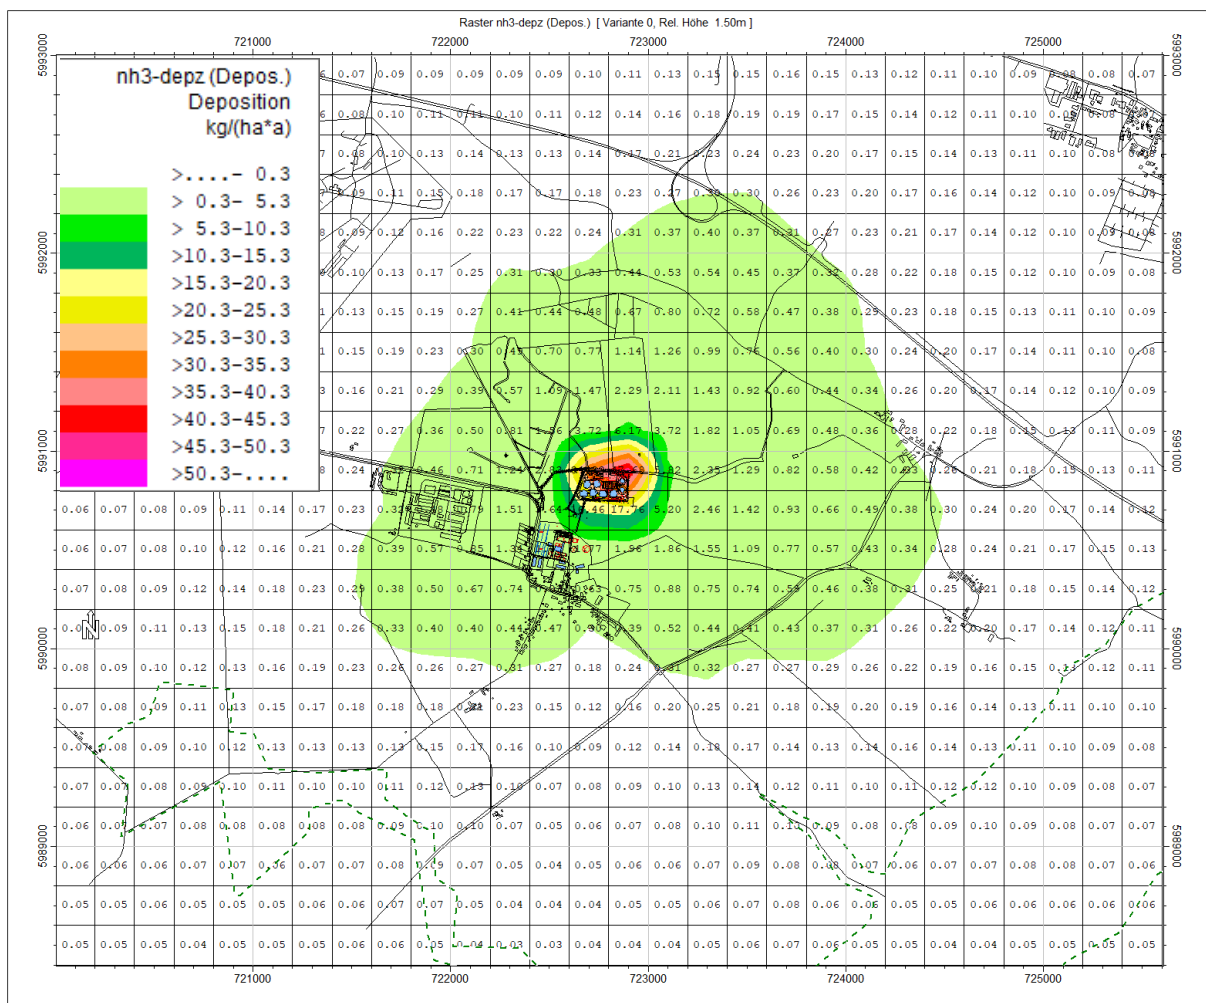 Raster nh3-depz (Depos.) [ Variante 0, Rel. Höhe 1.50m ]
721000 722000 723000 724000 725000
5993000 5993000
nh3-depz (Depos.)
Deposition
kg/(ha*a)
>....- 0.3
> 0.3- 5.3
> 5.3-10.3
>10.3-15.3
>15.3-20.3
>20.3-25.3
>25.3-30.3
>30.3-35.3
>35.3-40.3
>40.3-45.3
>45.3-50.3
>50.3-....
0.07 0.09 0.09 0.09 0.09 0.10 0.11 0.13 0.15 0.15 0.16 0.15 0.13 0.12 0.11 0.10 0.09 0.08 0.08 0.07
0.08 0.10 0.11 0.11 0.10 0.11 0.12 0.14 0.16 0.18 0.19 0.19 0.17 0.15 0.14 0.12 0.11 0.10 0.09 0.08
0.08 0.10 0.13 0.14 0.13 0.13 0.14 0.17 0.21 0.23 0.24 0.23 0.20 0.17 0.15 0.14 0.13 0.11 0.10 0.08
0.09 0.11 0.15 0.18 0.17 0.17 0.18 0.23 0.27 0.30 0.30 0.26 0.23 0.20 0.17 0.16 0.14 0.12 0.10 0.09 0.08
0.09 0.12 0.16 0.22 0.23 0.22 0.24 0.31 0.37 0.40 0.37 0.31 0.27 0.23 0.21 0.17 0.14 0.12 0.10 0.09 0.08
5992000 5992000
0.10 0.13 0.17 0.25 0.31 0.30 0.33 0.44 0.53 0.54 0.45 0.37 0.32 0.28 0.22 0.18 0.15 0.12 0.10 0.09 0.08
0.13 0.15 0.19 0.27 0.41 0.44 0.48 0.67 0.80 0.72 0.58 0.47 0.38 0.29 0.23 0.18 0.15 0.13 0.11 0.10 0.09
0.15 0.19 0.23 0.30 0.45 0.70 0.77 1.14 1.26 0.99 0.75 0.56 0.40 0.30 0.24 0.20 0.17 0.14 0.11 0.10 0.08
0.16 0.21 0.29 0.39 0.57 1.09 1.47 2.29 2.11 1.43 0.92 0.60 0.44 0.34 0.26 0.20 0.17 0.14 0.12 0.10 0.09
0.22 0.27 0.36 0.50 0.81 3.72 6.17 3.72 1.82 1.05 0.69 0.48 0.36 0.28 0.22 0.18 0.15 0.13 0.11 0.09
5991000 5991000
0.24 0.46 0.71 2.35 1.29 0.82 0.58 0.42 0.26 0.21 0.18 0.15 0.13 0.11
0.06 0.07 0.08 0.09 0.11 0.14 0.17 0.23 1.51 17.76 5.20 2.46 1.42 0.93 0.66 0.49 0.38 0.30 0.24 0.20 0.17 0.14 0.12
0.05 0.06 0.08 0.10 0.12 0.16 0.21 0.28 0.39 0.57 0.85 1.96 1.86 1.55 1.09 0.77 0.57 0.43 0.34 0.28 0.24 0.21 0.17 0.15 0.13
0.07 0.08 0.09 0.12 0.14 0.18 0.23 0.29 0.38 0.50 0.67 0.74 0.75 0.88 0.75 0.74 0.59 0.46 0.38 0.31 0.25 0.21 0.18 0.15 0.14 0.12
N
0.09 0.11 0.13 0.15 0.18 0.21 0.26 0.33 0.40 0.40 0.44 0.47 0.39 0.52 0.44 0.41 0.43 0.37 0.31 0.26 0.22 0.20 0.17 0.14 0.12 0.11
5990000 5990000
0.08 0.09 0.10 0.12 0.13 0.16 0.19 0.23 0.26 0.26 0.27 0.31 0.27 0.18 0.24 0.31 0.32 0.27 0.29 0.26 0.22 0.19 0.16 0.15 0.13 0.12 0.11
0.07 0.08 0.09 0.11 0.13 0.15 0.17 0.18 0.18 0.18 0.23 0.15 0.12 0.16 0.20 0.25 0.21 0.18 0.19 0.20 0.19 0.16 0.14 0.13 0.11 0.10 0.10
0.07 0.08 0.09 0.10 0.12 0.13 0.13 0.13 0.13 0.15 0.17 0.16 0.10 0.09 0.12 0.14 0.18 0.17 0.14 0.13 0.14 0.16 0.14 0.13 0.11 0.10 0.09 0.08
0.07 0.07 0.08 0.09 0.10 0.10 0.10 0.10 0.11 0.12 0.13 0.10 0.07 0.08 0.09 0.10 0.13 0.14 0.12 0.11 0.10 0.11 0.12 0.12 0.10 0.09 0.08 0.07
0.06 0.06 0.07 0.08 0.08 0.08 0.08 0.08 0.09 0.10 0.10 0.07 0.05 0.06 0.07 0.08 0.10 0.11 0.09 0.08 0.08 0.09 0.10 0.09 0.08 0.07 0.07
5989000 5989000
0.06 0.06 0.06 0.07 0.07 0.06 0.07 0.07 0.08 0.07 0.05 0.04 0.05 0.06 0.07 0.09 0.08 0.08 0.07 0.06 0.07 0.07 0.08 0.08 0.07 0.06 0.06
0.05 0.05 0.06 0.05 0.05 0.06 0.06 0.06 0.07 0.07 0.05 0.04 0.04 0.05 0.06 0.07 0.08 0.07 0.06 0.06 0.05 0.05 0.06 0.06 0.06 0.06 0.05
0.05 0.05 0.05 0.04 0.05 0.05 0.05 0.06 0.06 0.05 0.04 0.03 0.03 0.04 0.05 0.06 0.06 0.06 0.07 0.06 0.05 0.05 0.04 0.05 0.05 0.05 0.05 0.05
721000 722000 723000 724000 725000